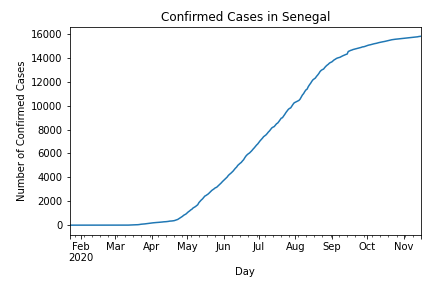 Confirmed Cases in Senegal
Number of Confirmed Cases
16000
14000
12000
10000
8000
6000
4000
2000
0
Feb Mar Apr May Jun Jul Aug Sep Oct Nov
2020
Day